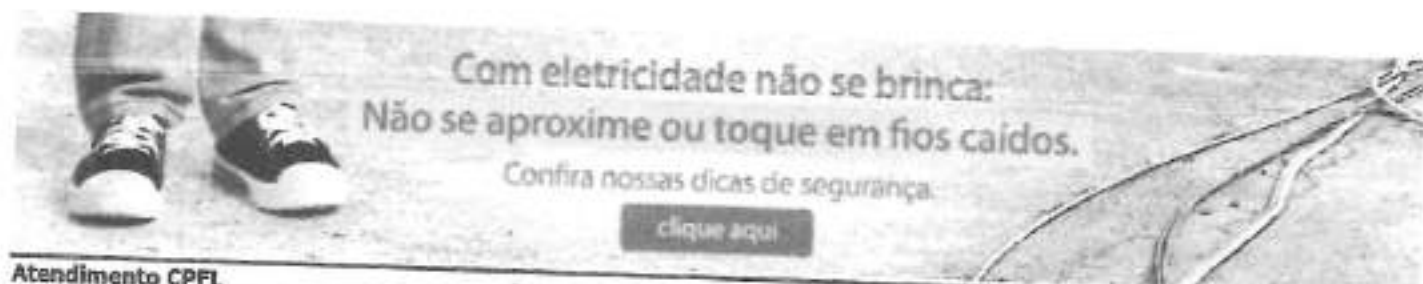 Com eletricidade não se brinca:
Não se aproxime ou toque em fios caídos.
Confira nossas dicas de segurança.
clique aqui
Atendimento CPFL